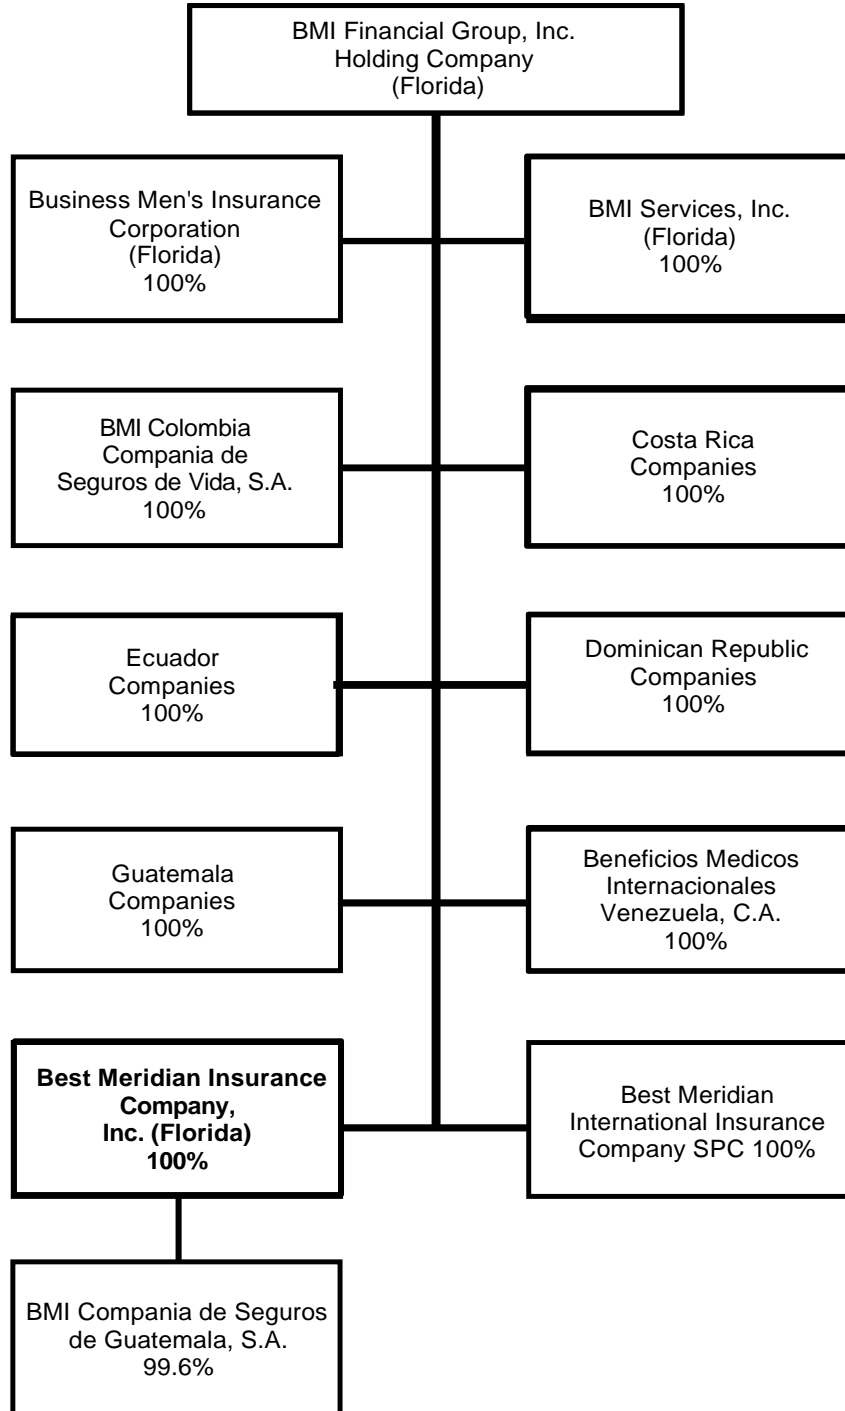 BMI Financial Group, Inc.
Holding Company
(Florida)
Business Men's Insurance
Corporation
(Florida)
100%
BMI Services, Inc.
(Florida)
100%
BMI Colombia
Compania de
Seguros de Vida, S.A.
100%
Costa Rica
Companies
100%
Ecuador
Companies
100%
Dominican Republic
Companies
100%
Guatemala
Companies
100%
Beneficios Medicos
Internacionales
Venezuela, C.A.
100%
Best Meridian Insurance
Company,
Inc. (Florida)
100%
Best Meridian
International Insurance
Company SPC 100%
BMI Compania de Seguros
de Guatemala, S.A.
99.6%